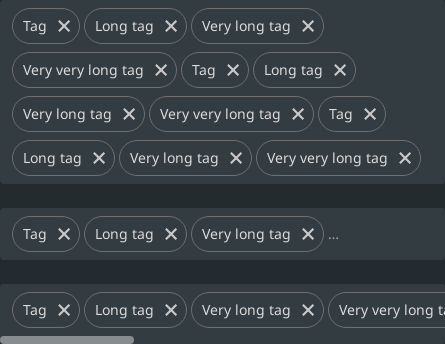 Tag Long tag Very long tag
Very very long tag Tag Long tag
Very long tag Very very long tag Tag
Long tag Very long tag Very very long tag
Tag Long tag Very long tag ...
Tag Long tag Very long tag Very very long ta